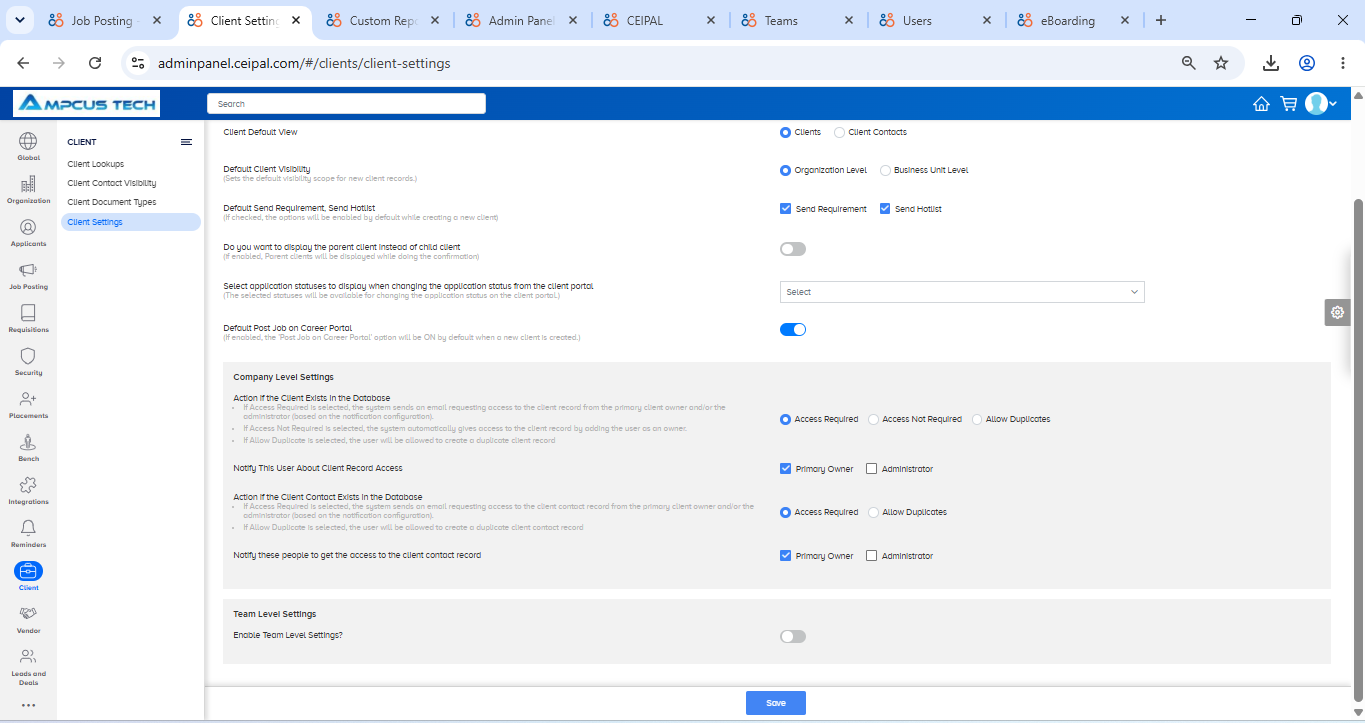 Job Posting
Client Setting
Custom Repo
Admin Panel
CEIPAL
Teams
Users
eBoarding
adminpanel.ceipal.com/#/clients/client-settings
AMPCUS TECH
Search
Global
Organization
Applicants
Job Posting
Requisitions
Security
Placements
Bench
Integrations
Reminders
Client
Vendor
Leads and
Deals
CLIENT
Client Lookups
Client Contact Visibility
Client Document Types
Client Settings
Client Default View
Clients Client Contacts
Default Client Visibility
(Sets the default visibility scope for new client records.)
Organization Level Business Unit Level
Default Send Requirement, Send Hotlist
(If checked, the options will be enabled by default while creating a new client)
Send Requirement Send Hotlist
Do you want to display the parent client instead of child client
(If enabled, Parent clients will be displayed while doing the confirmation)
Select application statuses to display when changing the application status from the client portal
(The selected statuses will be available for changing the application status on the client portal.)
Select
Default Post Job on Career Portal
(If enabled, the 'Post Job on Career Portal' option will be ON by default when a new client is created.)
Company Level Settings
Action if the Client Exists in the Database
• If Access Required is selected, the system sends an email requesting access to the client record from the primary client owner and/or the
administrator (based on the notification configuration).
• If Access Not Required is selected, the system automatically gives access to the client record by adding the user as an owner.
• If Allow Duplicate is selected, the user will be allowed to create a duplicate client record
Access Required Access Not Required Allow Duplicates
Notify This User About Client Record Access
Primary Owner Administrator
Action if the Client Contact Exists in the Database
• If Access Required is selected, the system sends an email requesting access to the client contact record from the primary client owner and/or the
administrator (based on the notification configuration).
• If Allow Duplicate is selected, the user will be allowed to create a duplicate client contact record
Access Required Allow Duplicates
Notify these people to get the access to the client contact record
Primary Owner Administrator
Team Level Settings
Enable Team Level Settings?
Save